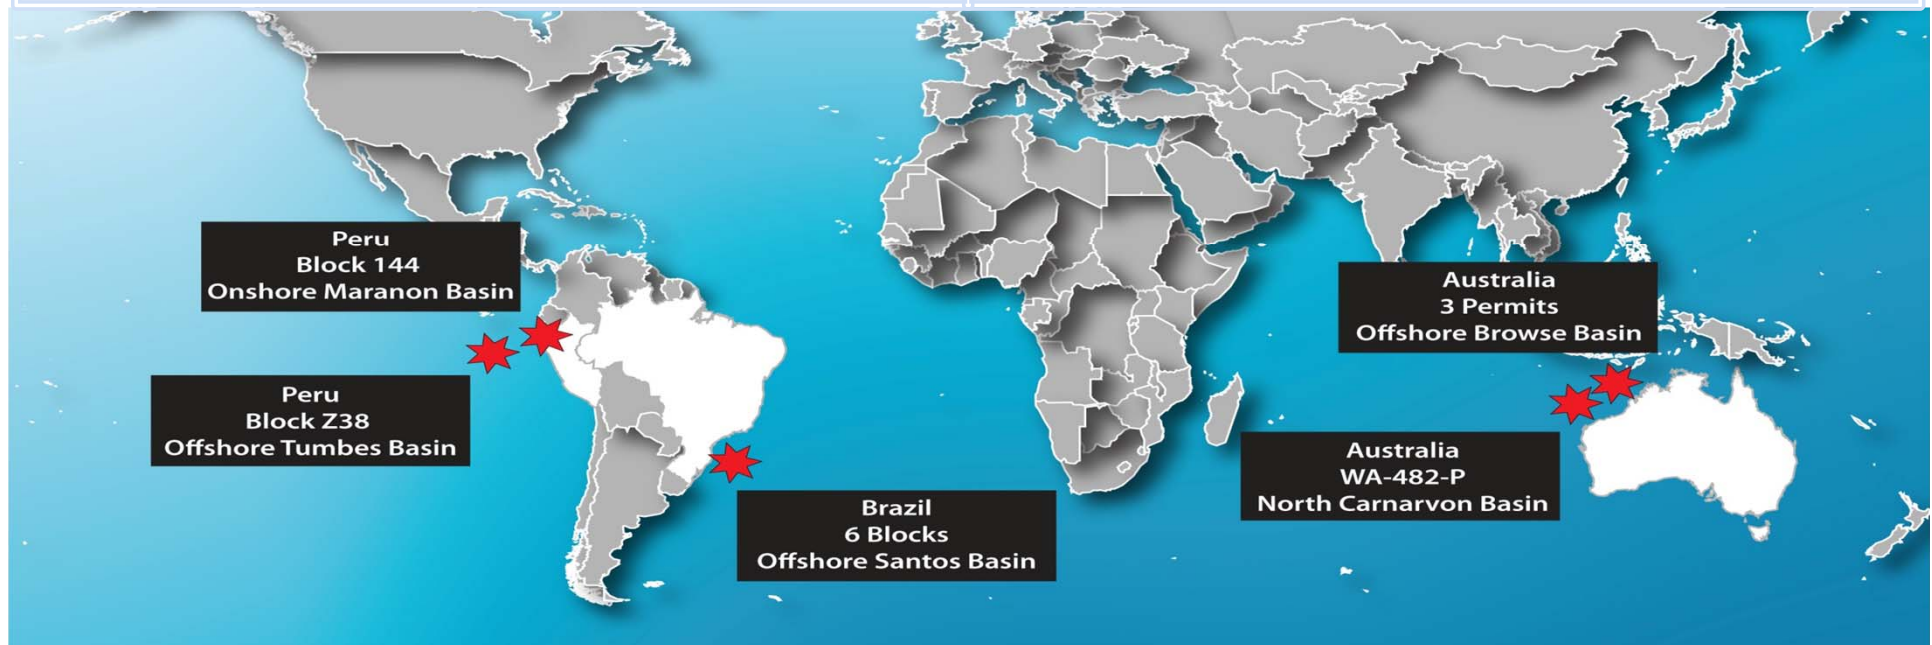 Peru
Block 144
Onshore Maranon Basin
Peru
Block Z38
Offshore Tumbes Basin
Brazil
6 Blocks
Offshore Santos Basin
Australia
3 Permits
Offshore Browse Basin
Australia
WA-482-P
North Carnarvon Basin